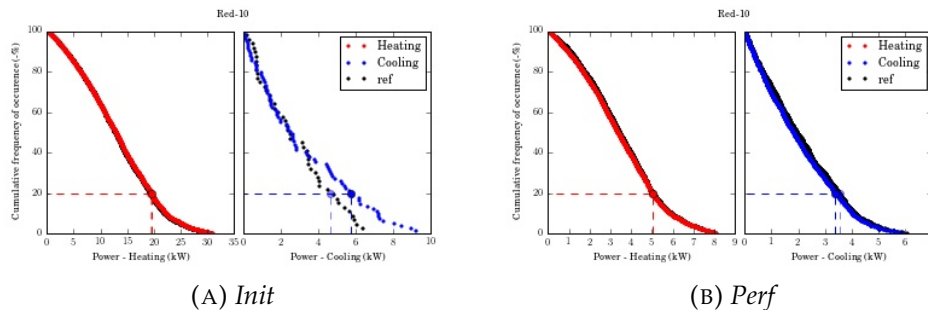 Red-10
Cumulative frequency of occurence (-%)
100
80
60
40
20
0
0 5 10 15 20 25 30 35
Power - Heating (kW)
0 2 4 6 8 10
Power - Cooling (kW)
Heating
Cooling
ref
(A) Init
Red-10
Cumulative frequency of occurence (-%)
100
80
60
40
20
0
0 1 2 3 4 5 6 7 8 9
Power - Heating (kW)
0 1 2 3 4 5 6
Power - Cooling (kW)
Heating
Cooling
ref
(B) Perf